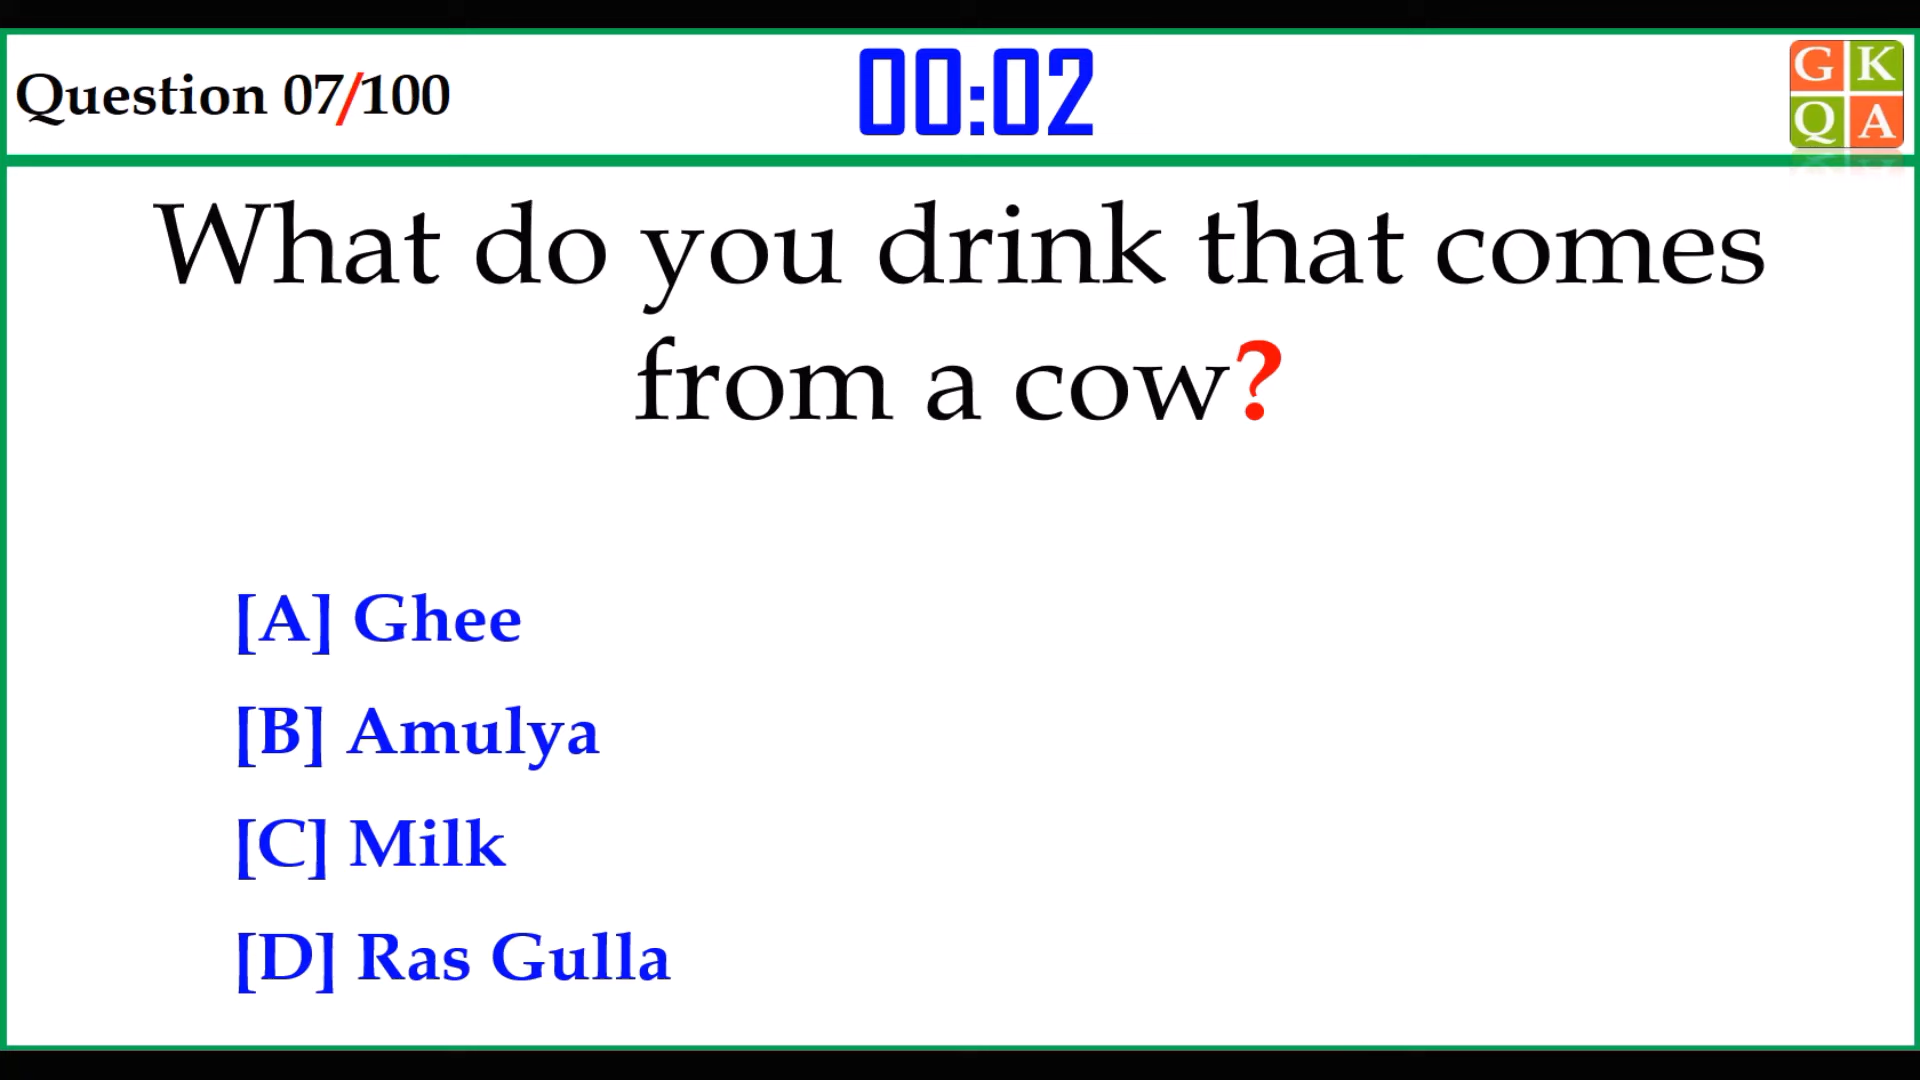 Question 07/100
00:02
G K
Q A
What do you drink that comes
from a cow?
[A] Ghee
[B] Amulya
[C] Milk
[D] Ras Gulla